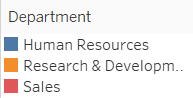 Department
Human Resources
Research & Developm..
Sales